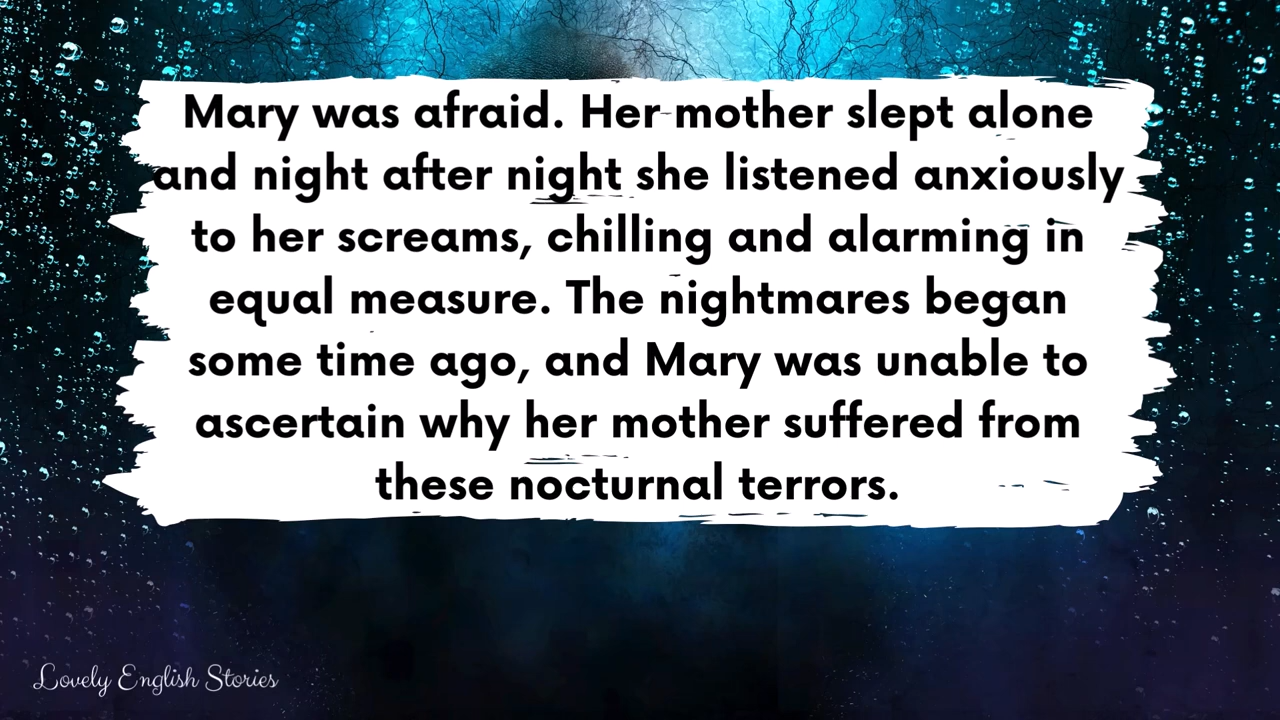 Mary was afraid. Her mother slept alone
and night after night she listened anxiously
to her screams, chilling and alarming in
equal measure. The nightmares began
some time ago, and Mary was unable to
ascertain why her mother suffered from
these nocturnal terrors.
Lovely English Stories